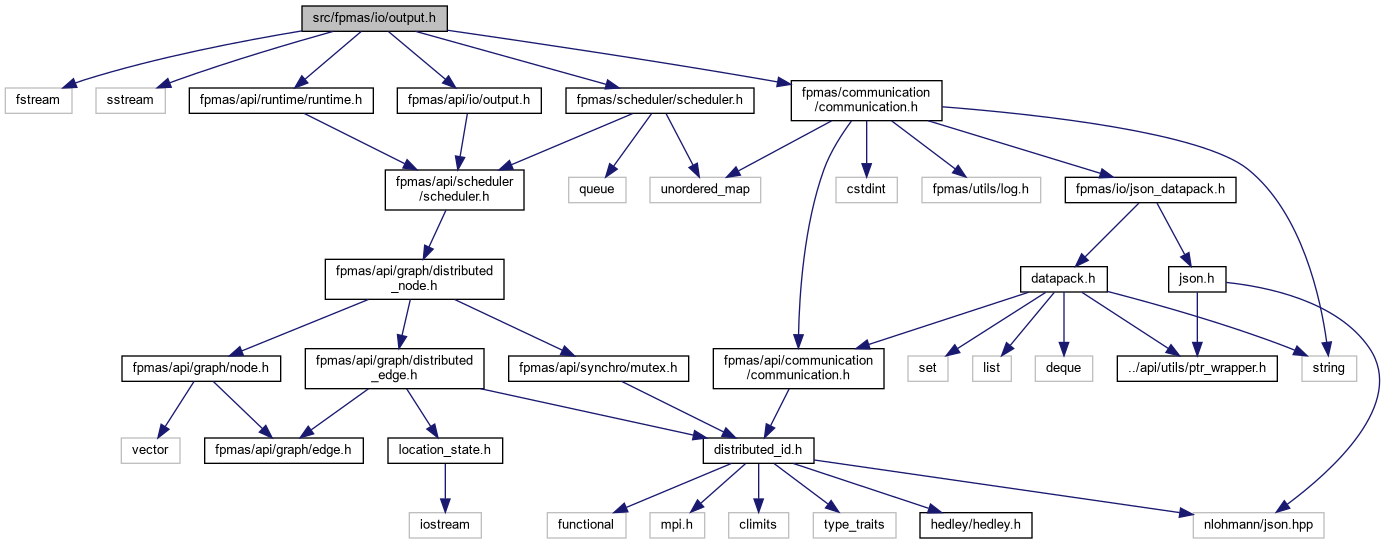 src/fpmas/io/output.h
fstream
sstream
fpmas/api/runtime/runtime.h
fpmas/api/io/output.h
fpmas/scheduler/scheduler.h
fpmas/communication
/communication.h
fpmas/api/scheduler
/scheduler.h
queue
unordered_map
cstdint
fpmas/utils/log.h
fpmas/io/json_datapack.h
fpmas/api/graph/distributed
_node.h
datapack.h
json.h
fpmas/api/graph/node.h
fpmas/api/graph/distributed
_edge.h
fpmas/api/synchro/mutex.h
fpmas/api/communication
/communication.h
set
list
deque
../api/utils/ptr_wrapper.h
string
vector
fpmas/api/graph/edge.h
location_state.h
distributed_id.h
iostream
functional
mpi.h
climits
type_traits
hedley/hedley.h
nlohmann/json.hpp